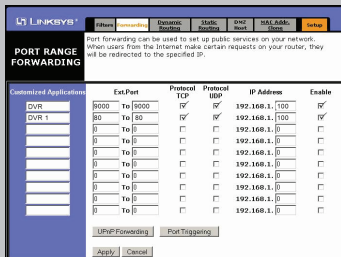 LINKSYS®
Filters Forwarding Dynamic Routing Static Routing DMZ Host MAC Addr. Clone Setup
PORT RANGE
FORWARDING
Port forwarding can be used to set up public services on your network.
When users from the Internet make certain requests on your router, they
will be redirected to the specified IP.
Customized Applications Ext.Port Protocol TCP Protocol UDP IP Address Enable
DVR 9000 To 9000 192.168.1. 100
DVR 1 80 To 80 192.168.1. 100
0 To 0 192.168.1. 0
0 To 0 192.168.1. 0
0 To 0 192.168.1. 0
0 To 0 192.168.1. 0
0 To 0 192.168.1. 0
0 To 0 192.168.1. 0
0 To 0 192.168.1. 0
0 To 0 192.168.1. 0
UPnP Forwarding Port Triggering
Apply Cancel